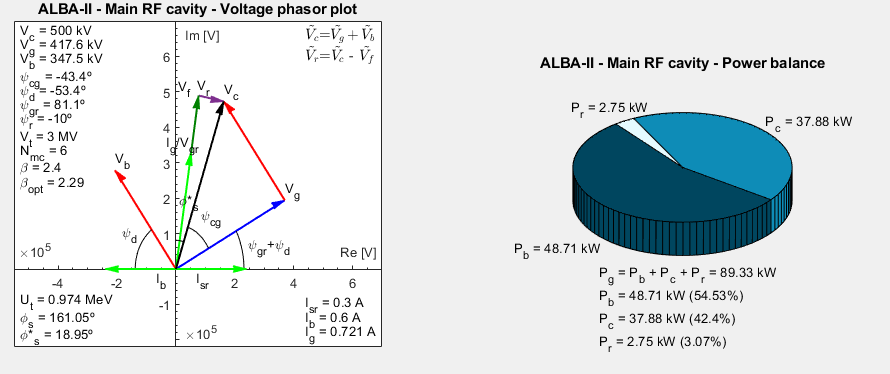 ALBA-II - Main RF cavity - Voltage phasor plot
V_c = 500 kV
V_g = 417.6 kV
V_b = 347.5 kV
ψ_cg = -43.4º
ψ_d = -53.4º
ψ_gr = 81.1º
ψ_r = -10º
V_t = 3 MV
N_mc = 6
β = 2.4
β_opt = 2.29
Im [V]
Ṽ_c=Ṽ_g + Ṽ_b
Ṽ_r=Ṽ_c - Ṽ_f
6
5
4
3
2
1
-1
V_f
V_r
V_c
I_g/V_gr
V_b
V_g
ϕ*_s
ψ_cg
ψ_d
ψ_gr+ψ_d
×10^5
Re [V]
-4
-2
I_b
I_sr
2
4
6
U_t = 0.974 MeV
ϕ_s = 161.05º
ϕ*_s = 18.95º
×10^5
I_sr = 0.3 A
I_b = 0.6 A
I_g = 0.721 A
ALBA-II - Main RF cavity - Power balance
P_r = 2.75 kW
P_c = 37.88 kW
P_b = 48.71 kW
P_g = P_b + P_c + P_r = 89.33 kW
P_b = 48.71 kW (54.53%)
P_c = 37.88 kW (42.4%)
P_r = 2.75 kW (3.07%)